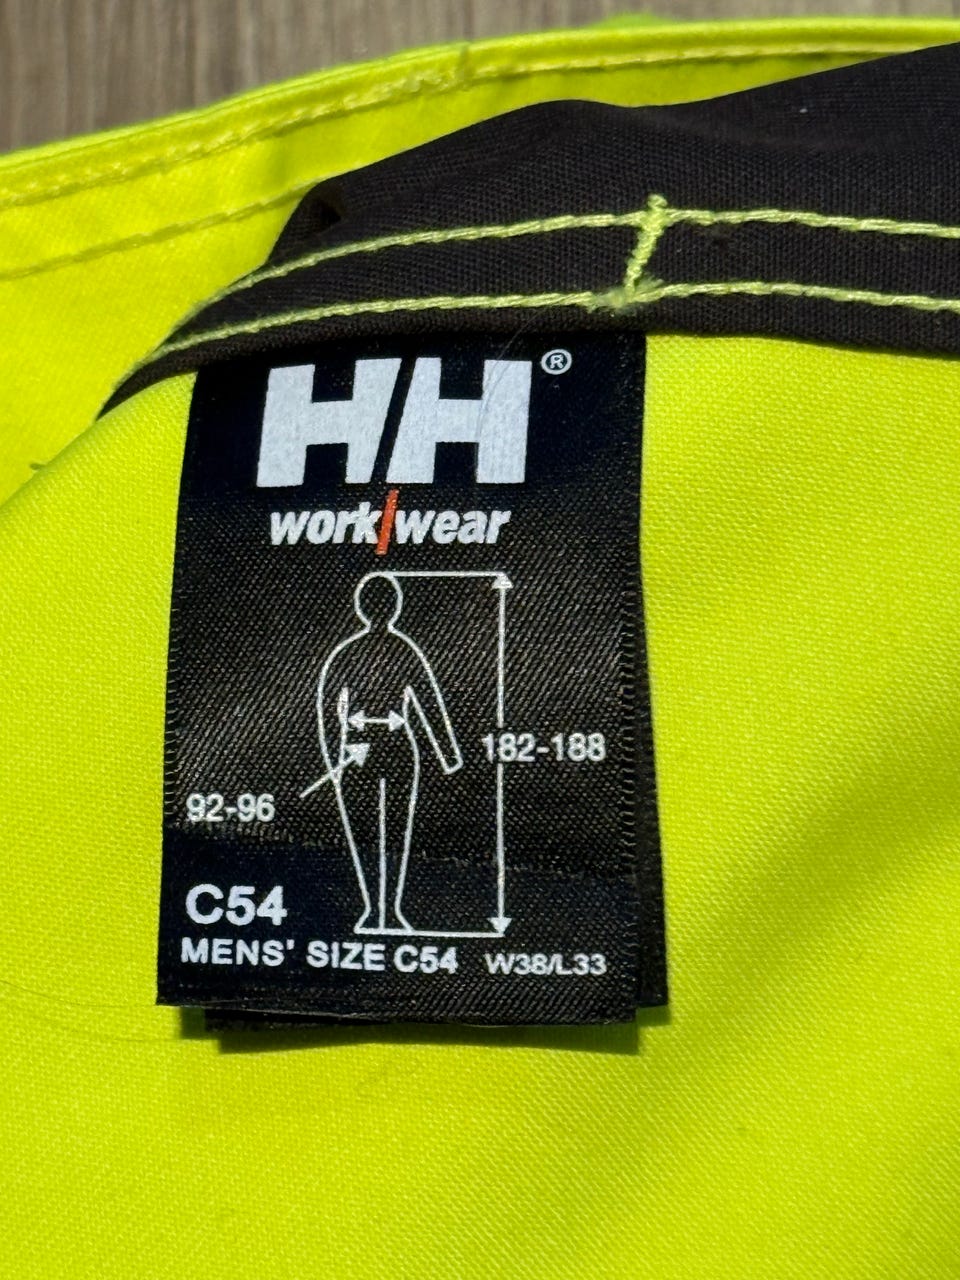 HH®
work/wear
182-188
92-96
C54
MENS' SIZE C54 W38/L33